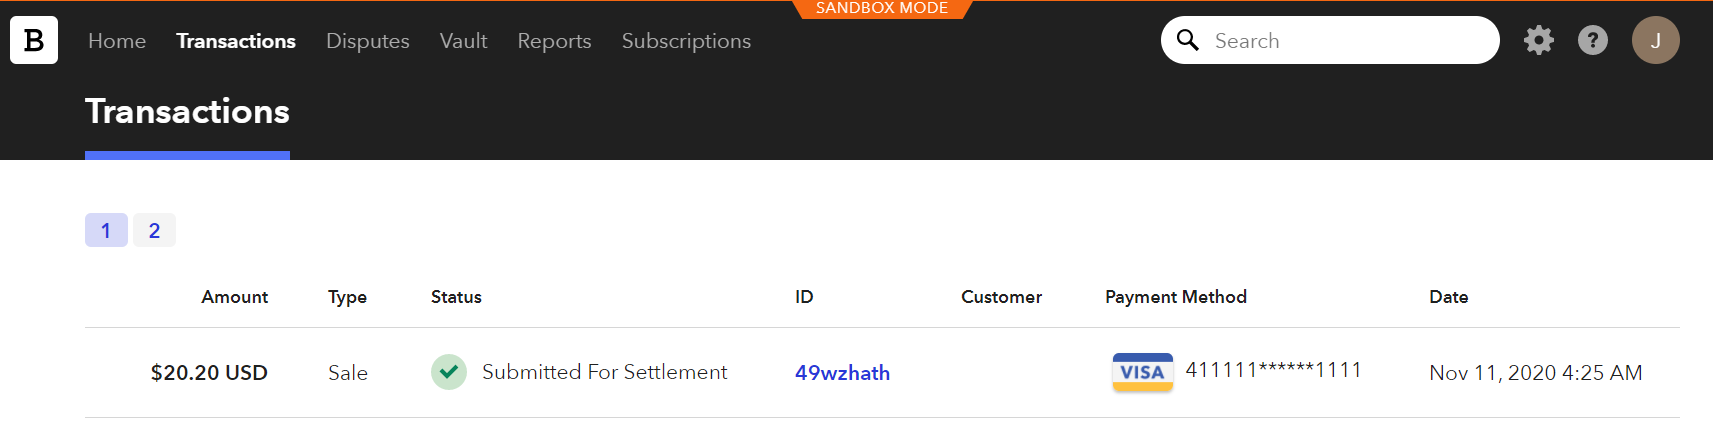 SANDBOX MODE
B Home Transactions Disputes Vault Reports Subscriptions Search ? J
Transactions
1 2
Amount Type Status ID Customer Payment Method Date
$20.20 USD Sale Submitted For Settlement 49wzhath VISA 411111******1111 Nov 11, 2020 4:25 AM